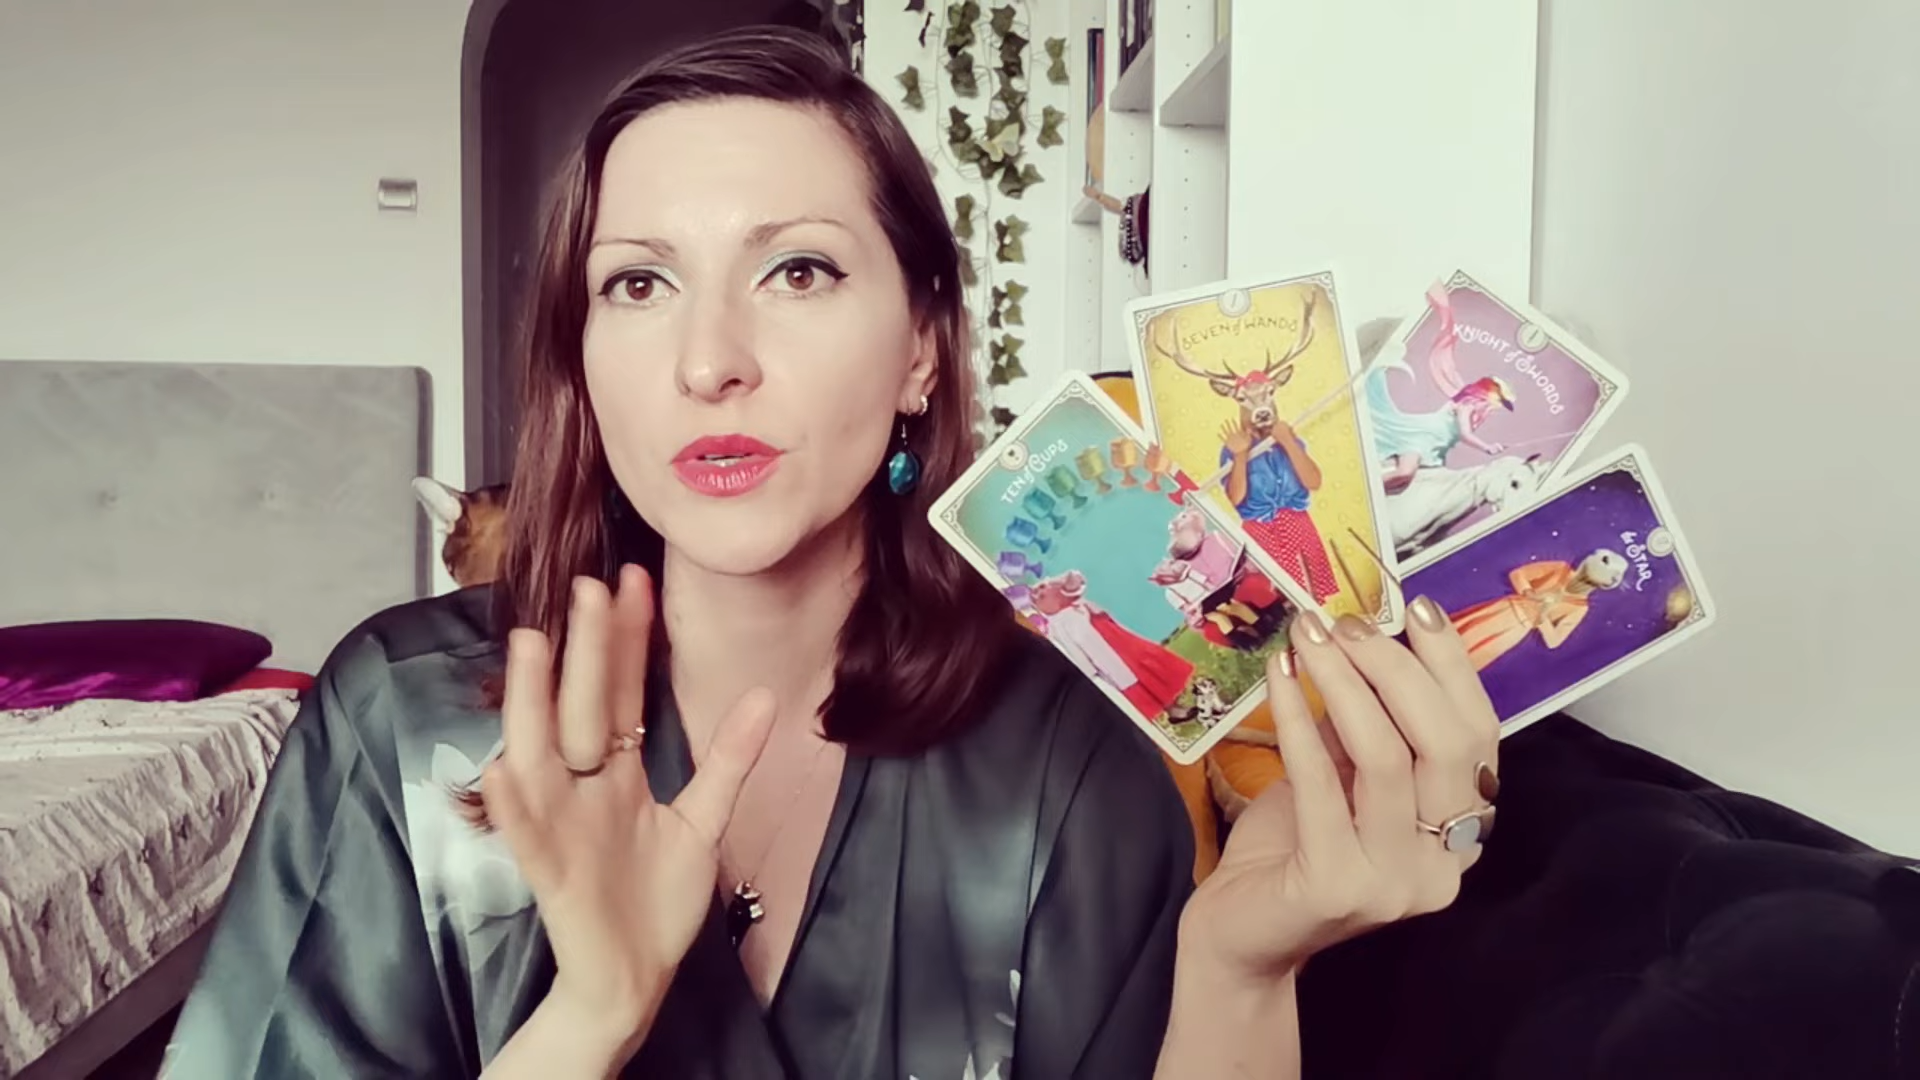 TEN of CUPS
SEVEN of WANDS
KNIGHT of SWORDS
the STAR